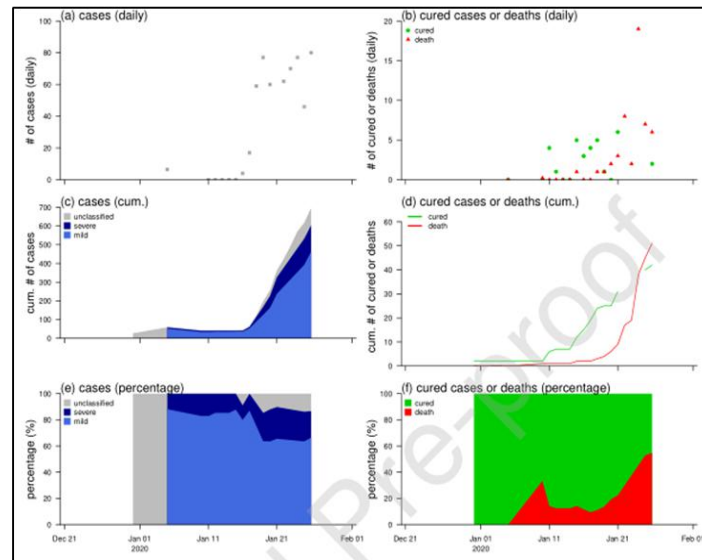 (a) cases (daily)
# of cases (daily)
80
60
40
20
0
(b) cured cases or deaths (daily)
cured
death
# of cured or deaths (daily)
20
15
10
5
0
(c) cases (cum.)
unclassified
severe
mild
cum. # of cases
700
600
500
400
300
200
100
0
(d) cured cases or deaths (cum.)
cured
death
cum. # of cured or deaths
60
50
40
30
20
10
0
(e) cases (percentage)
unclassified
severe
mild
percentage (%)
100
80
60
40
20
0
Dec 21
Jan 01
2020
Jan 11
Jan 21
Feb 01
(f) cured cases or deaths (percentage)
cured
death
percentage (%)
100
80
60
40
20
0
Dec 21
Jan 01
2020
Jan 11
Jan 21
Feb 01
Pre-proof